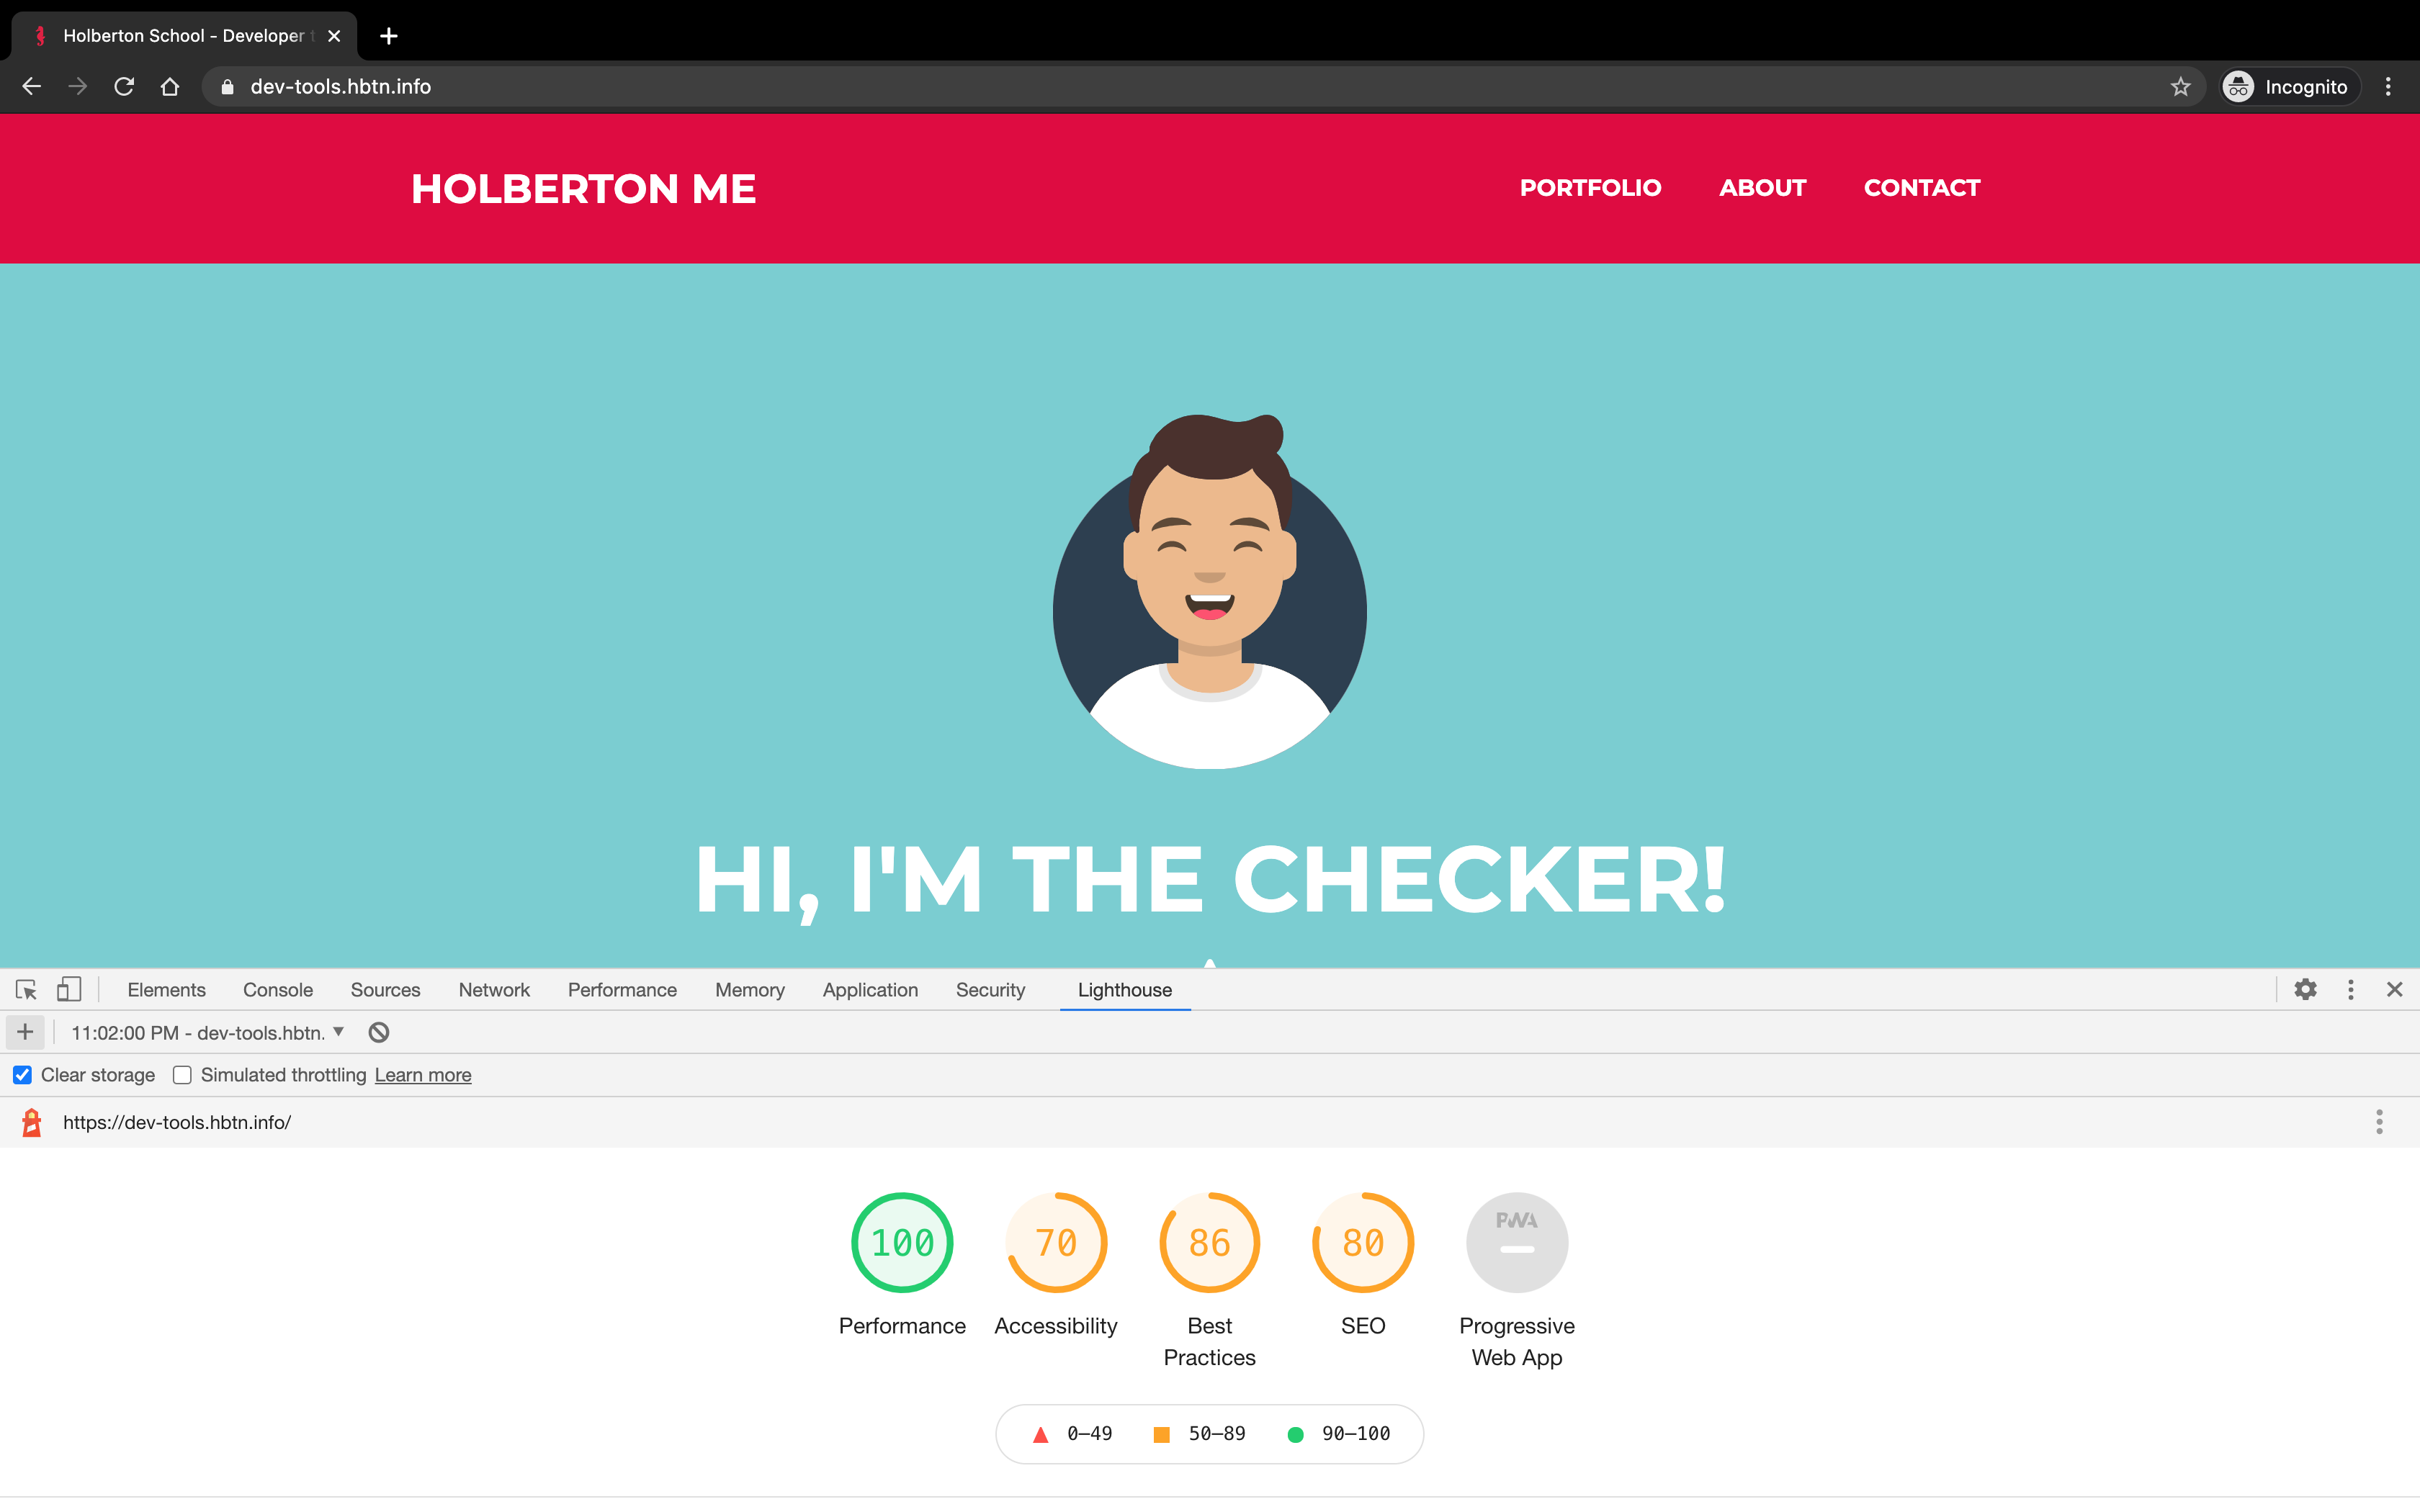 Holberton School - Developer
dev-tools.hbtn.info
Incognito
HOLBERTON ME
PORTFOLIO ABOUT CONTACT
HI, I'M THE CHECKER!
Elements Console Sources Network Performance Memory Application Security Lighthouse
11:02:00 PM - dev-tools.hbtn.
Clear storage Simulated throttling Learn more
https://dev-tools.hbtn.info/
100 70 86 80 PWA
Performance Accessibility Best Practices SEO Progressive Web App
0–49 50–89 90–100